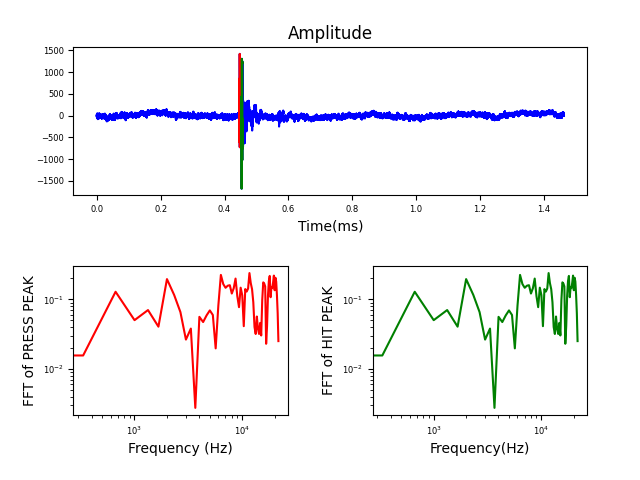 Amplitude
1500
1000
500
0
−500
−1000
−1500
0.0 0.2 0.4 0.6 0.8 1.0 1.2 1.4
Time(ms)
FFT of PRESS PEAK
10⁻¹
10⁻²
10³ 10⁴
Frequency (Hz)
FFT of HIT PEAK
10⁻¹
10⁻²
10³ 10⁴
Frequency(Hz)